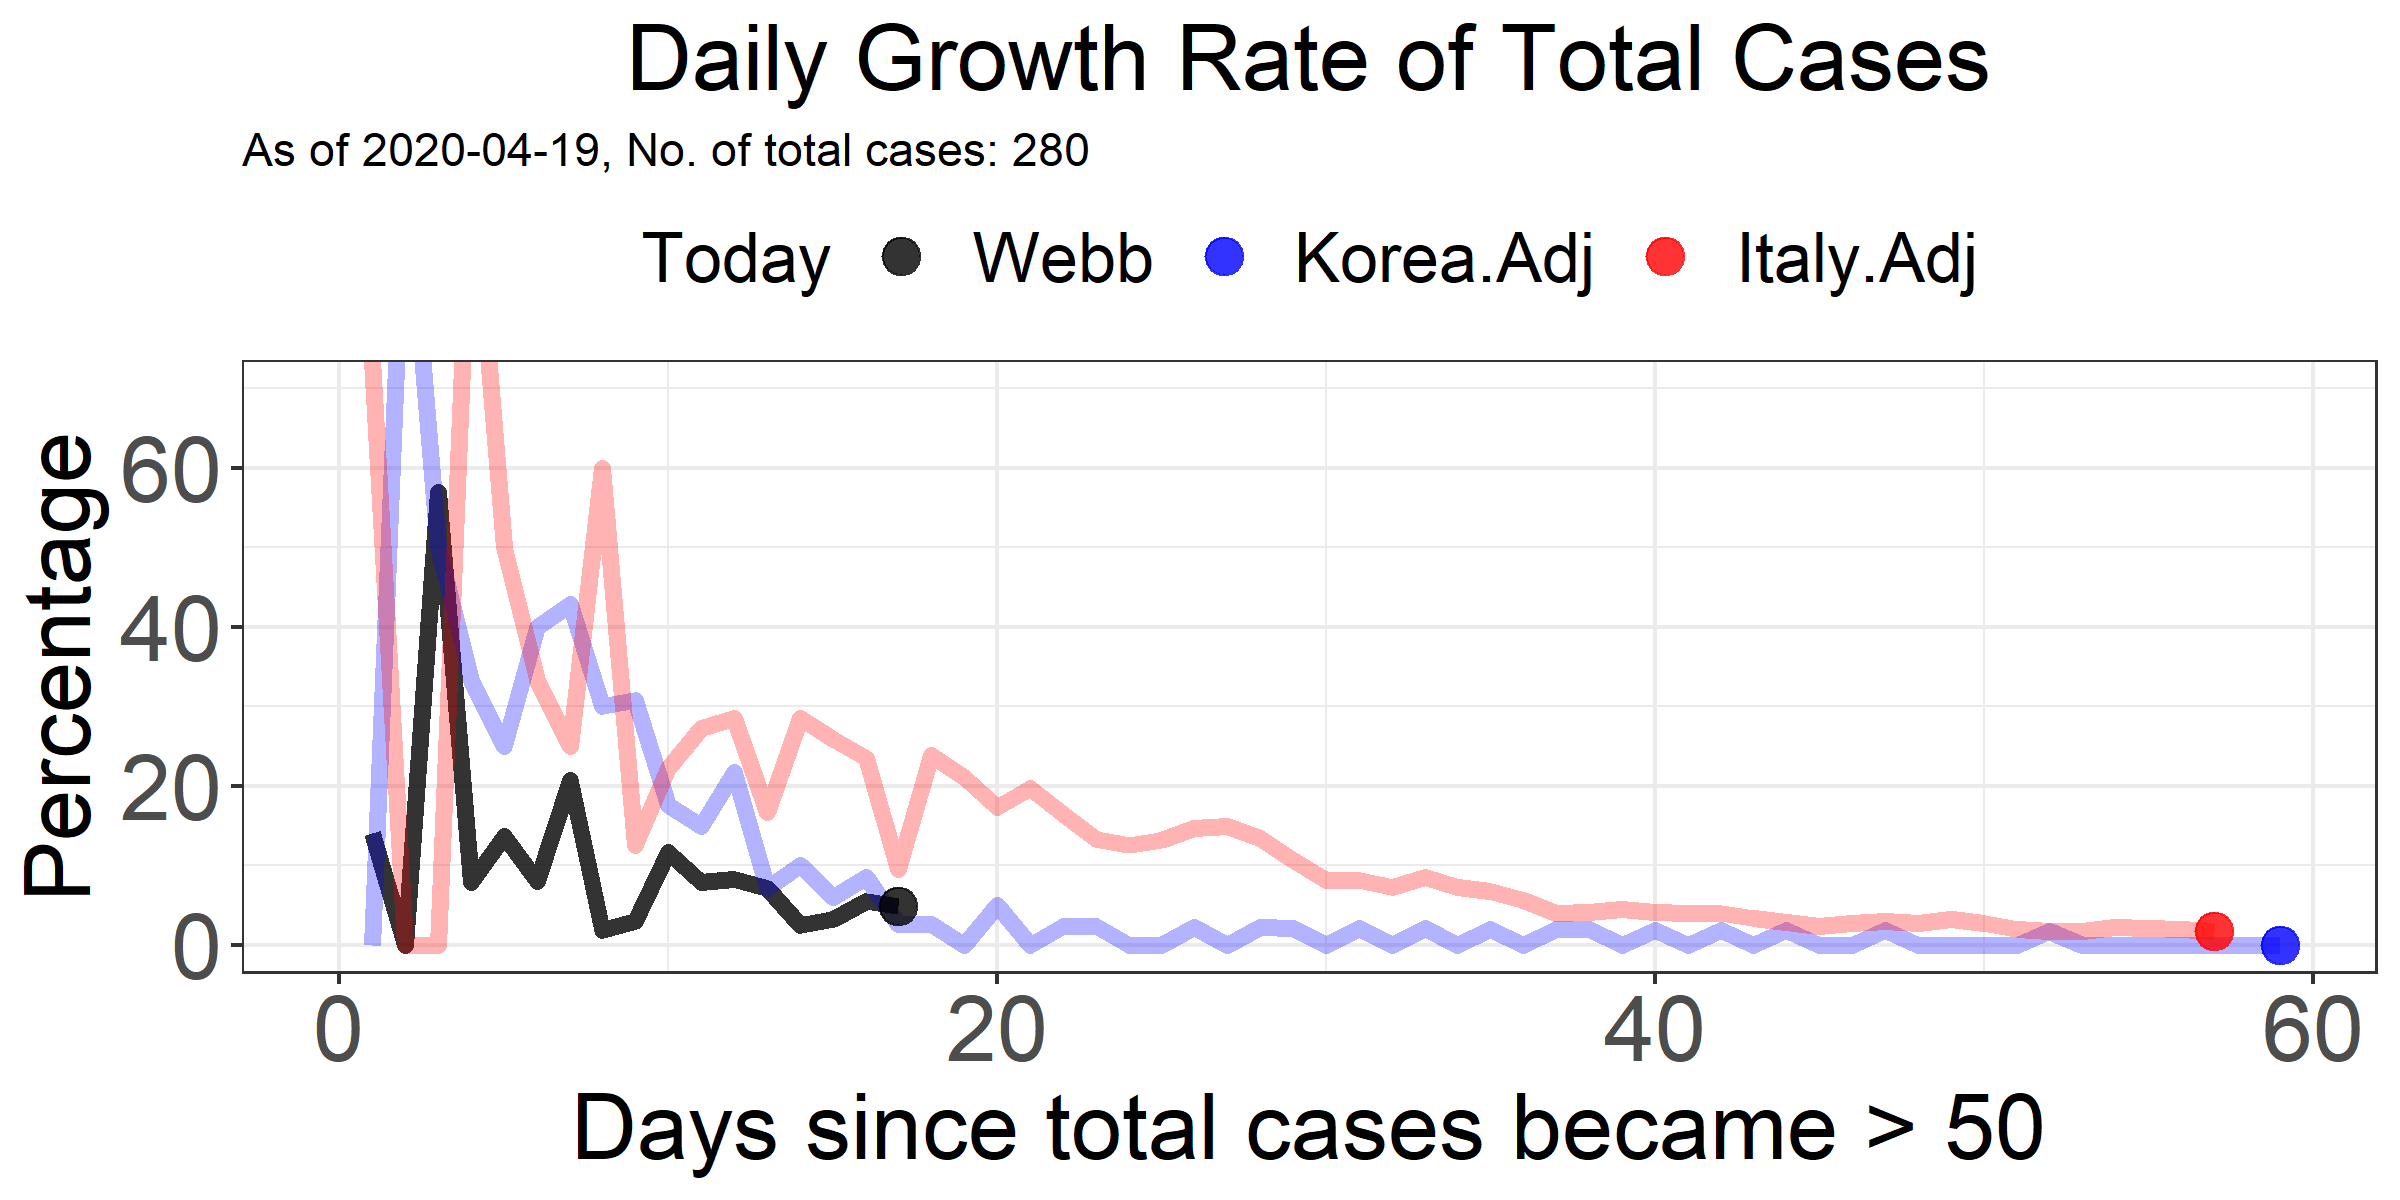 Daily Growth Rate of Total Cases
As of 2020-04-19, No. of total cases: 280
Today Webb Korea.Adj Italy.Adj
Percentage
60
40
20
0
0 20 40 60
Days since total cases became > 50